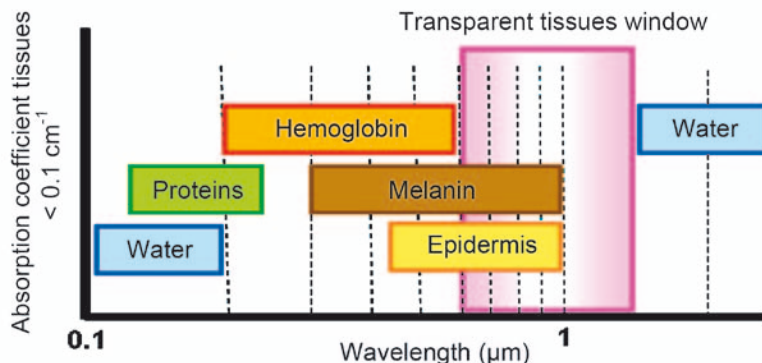 Transparent tissues window
Absorption coefficient tissues
< 0.1 cm⁻¹
Hemoglobin
Water
Proteins
Melanin
Water
Epidermis
0.1
1
Wavelength (µm)